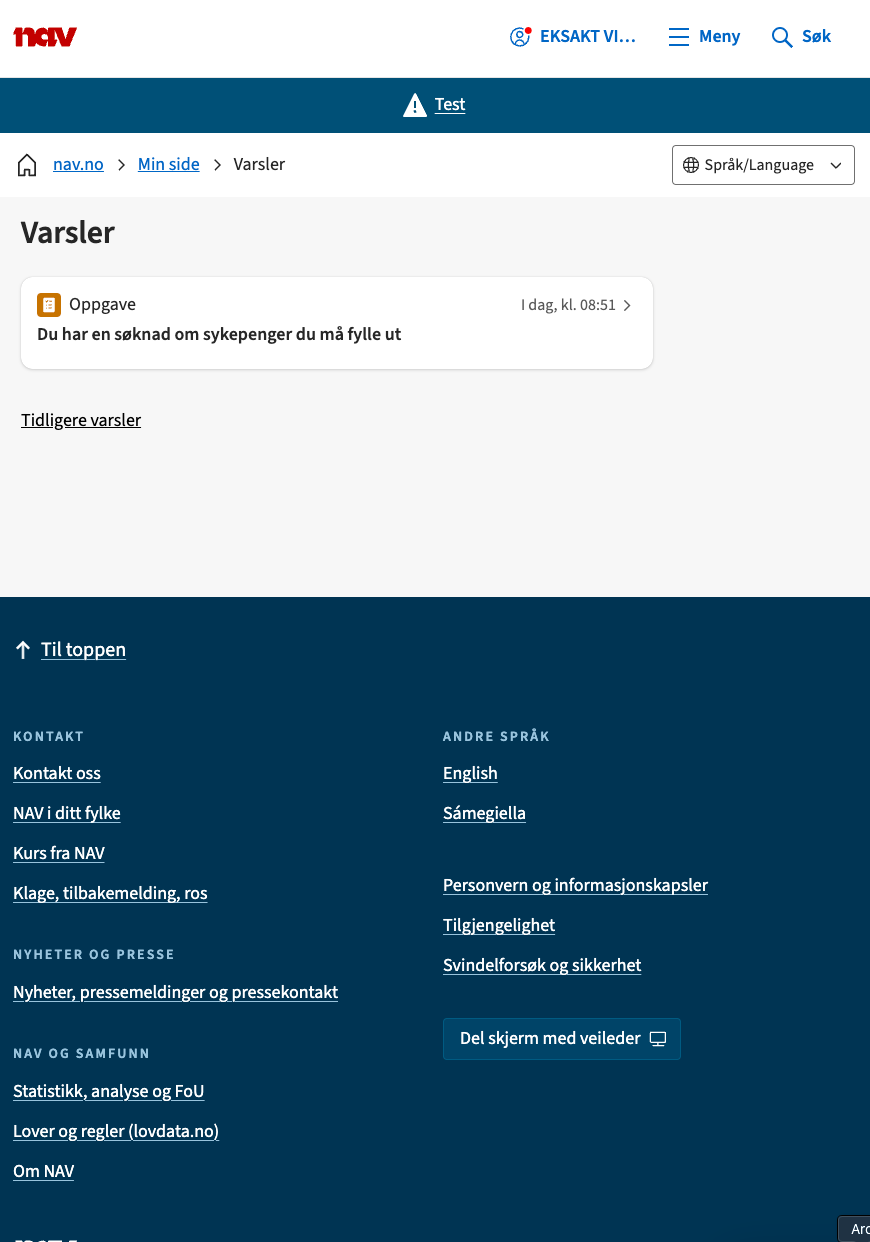 nav
EKSAKT VI...
Meny
Søk
Test
nav.no
Min side
Varsler
Språk/Language
Varsler
Oppgave
I dag, kl. 08:51
Du har en søknad om sykepenger du må fylle ut
Tidligere varsler
Til toppen
KONTAKT
Kontakt oss
NAV i ditt fylke
Kurs fra NAV
Klage, tilbakemelding, ros
NYHETER OG PRESSE
Nyheter, pressemeldinger og pressekontakt
NAV OG SAMFUNN
Statistikk, analyse og FoU
Lover og regler (lovdata.no)
Om NAV
ANDRE SPRÅK
English
Sámegiella
Personvern og informasjonskapsler
Tilgjengelighet
Svindelforsøk og sikkerhet
Del skjerm med veileder